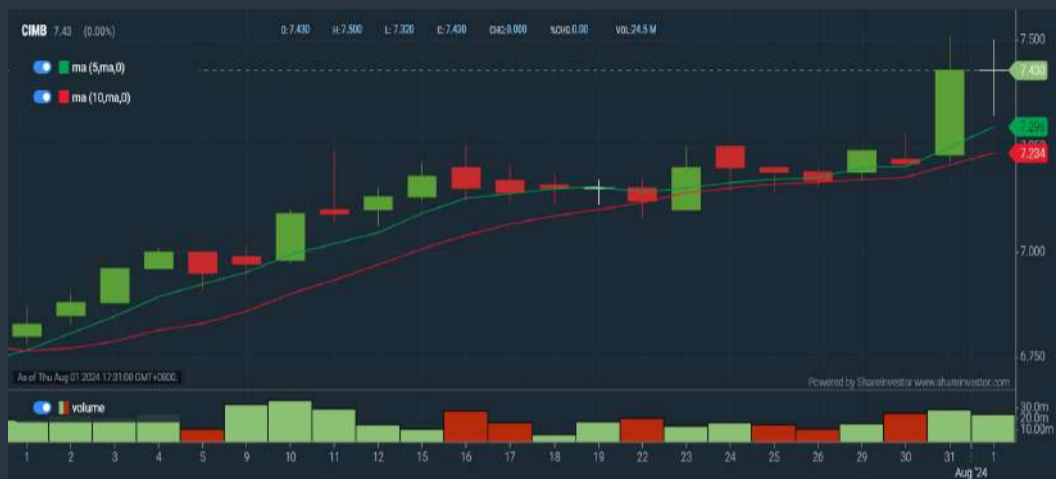 CIMB 7.43 (0.00%) O:7.430 H:7.500 L:7.320 C:7.430 CHG:0.000 %CHG:0.00 VOL:24.5 M
ma (5,ma,0)
ma (10,ma,0)
7.500
7.430
7.296
7.234
7.000
6.750
As of Thu Aug 01 2024 17:31:00 GMT+0800.
Powered by ShareInvestor www.shareinvestor.com
volume
30.0m
20.0m
10.00m
1 2 3 4 5 9 10 11 12 15 16 17 18 19 22 23 24 25 26 29 30 31 1
Aug '24